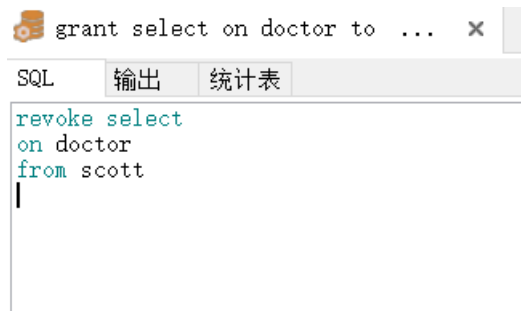 grant select on doctor to ...
SQL 输出 统计表
revoke select
on doctor
from scott